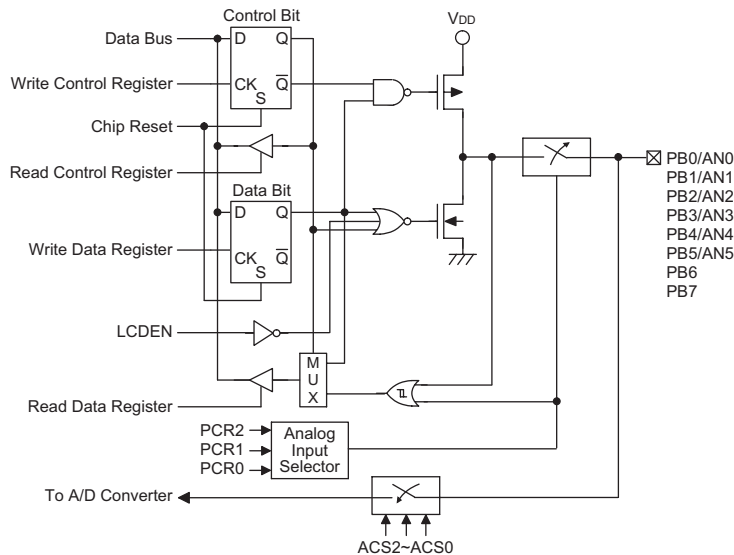 Control Bit
VDD
Data Bus
D
Q
Write Control Register
CK
Q
S
Chip Reset
Read Control Register
Data Bit
D
Q
Write Data Register
CK
Q
S
LCDEN
M
U
X
Read Data Register
PB0/AN0
PB1/AN1
PB2/AN2
PB3/AN3
PB4/AN4
PB5/AN5
PB6
PB7
PCR2
PCR1
PCR0
Analog
Input
Selector
To A/D Converter
ACS2~ACS0